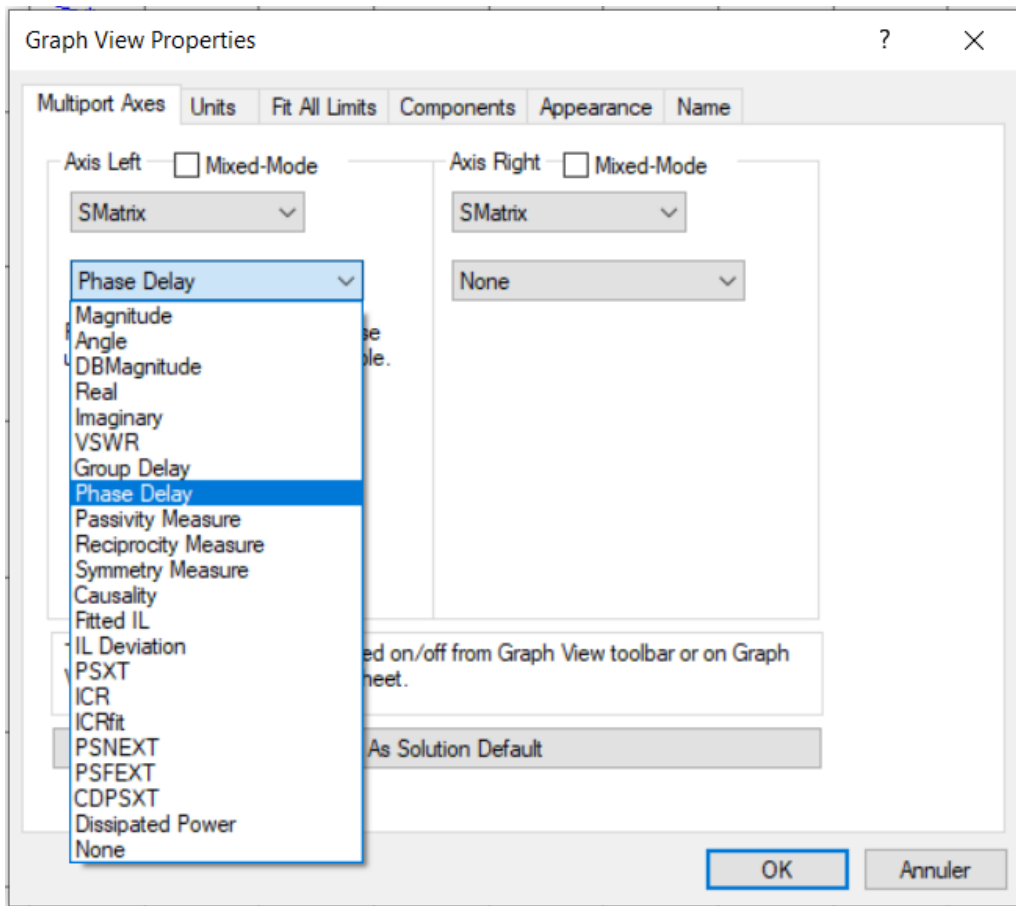 Graph View Properties
?
Multiport Axes Units Fit All Limits Components Appearance Name
Axis Left Mixed-Mode Axis Right Mixed-Mode
SMatrix SMatrix
Phase Delay None
Magnitude
Angle
DBMagnitude
Real
Imaginary
VSWR
Group Delay
Phase Delay
Passivity Measure
Reciprocity Measure
Symmetry Measure
Causality
Fitted IL
IL Deviation
PSXT
ICR
ICRfit
PSNEXT
PSFEXT
CDPSXT
Dissipated Power
None
on/off from Graph View toolbar or on Graph
As Solution Default
OK Annuler